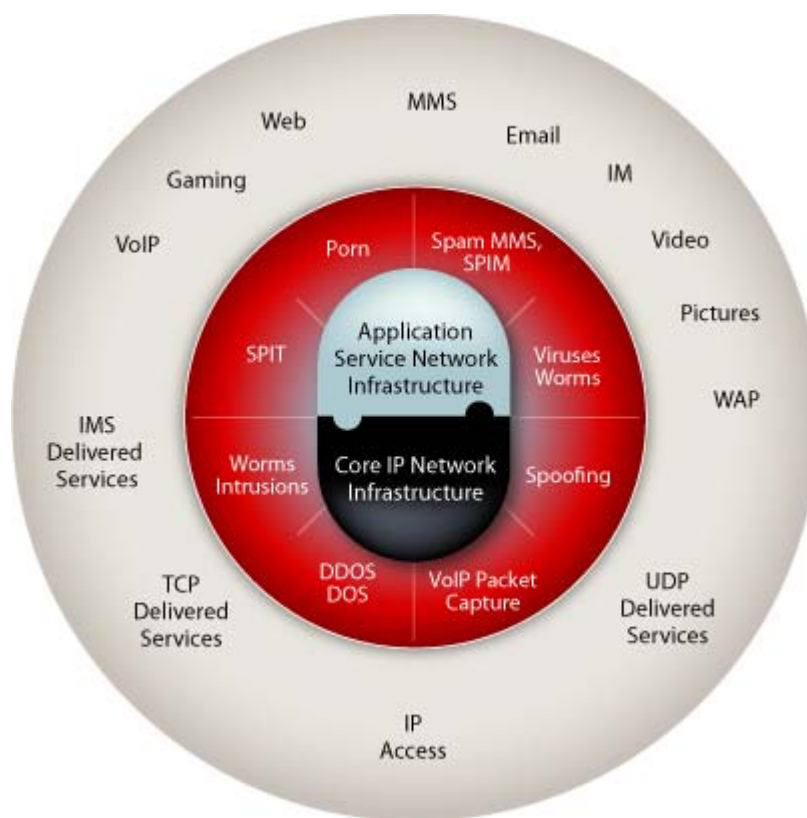 MMS
Web
Email
Gaming
IM
VoIP
Video
Pictures
WAP
IMS
Delivered
Services
TCP
Delivered
Services
UDP
Delivered
Services
IP
Access
Porn
Spam MMS,
SPIM
SPIT
Viruses
Worms
Worms
Intrusions
Spoofing
DDOS
DOS
VoIP Packet
Capture
Application
Service Network
Infrastructure
Core IP Network
Infrastructure